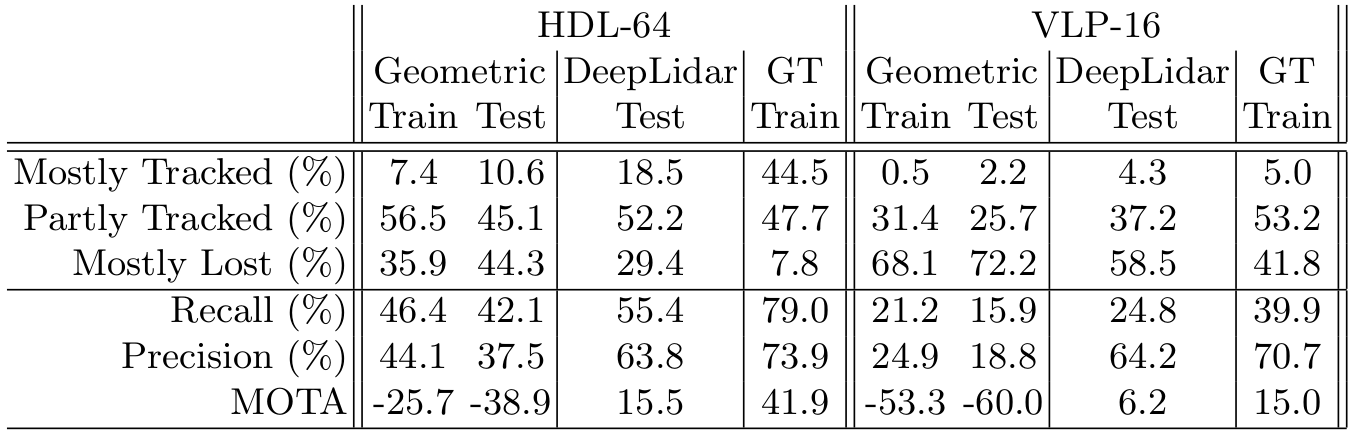 HDL-64 VLP-16
Geometric DeepLidar GT Geometric DeepLidar GT
Train Test Test Train Train Test Test Train
Mostly Tracked (%) 7.4 10.6 18.5 44.5 0.5 2.2 4.3 5.0
Partly Tracked (%) 56.5 45.1 52.2 47.7 31.4 25.7 37.2 53.2
Mostly Lost (%) 35.9 44.3 29.4 7.8 68.1 72.2 58.5 41.8
Recall (%) 46.4 42.1 55.4 79.0 21.2 15.9 24.8 39.9
Precision (%) 44.1 37.5 63.8 73.9 24.9 18.8 64.2 70.7
MOTA -25.7 -38.9 15.5 41.9 -53.3 -60.0 6.2 15.0